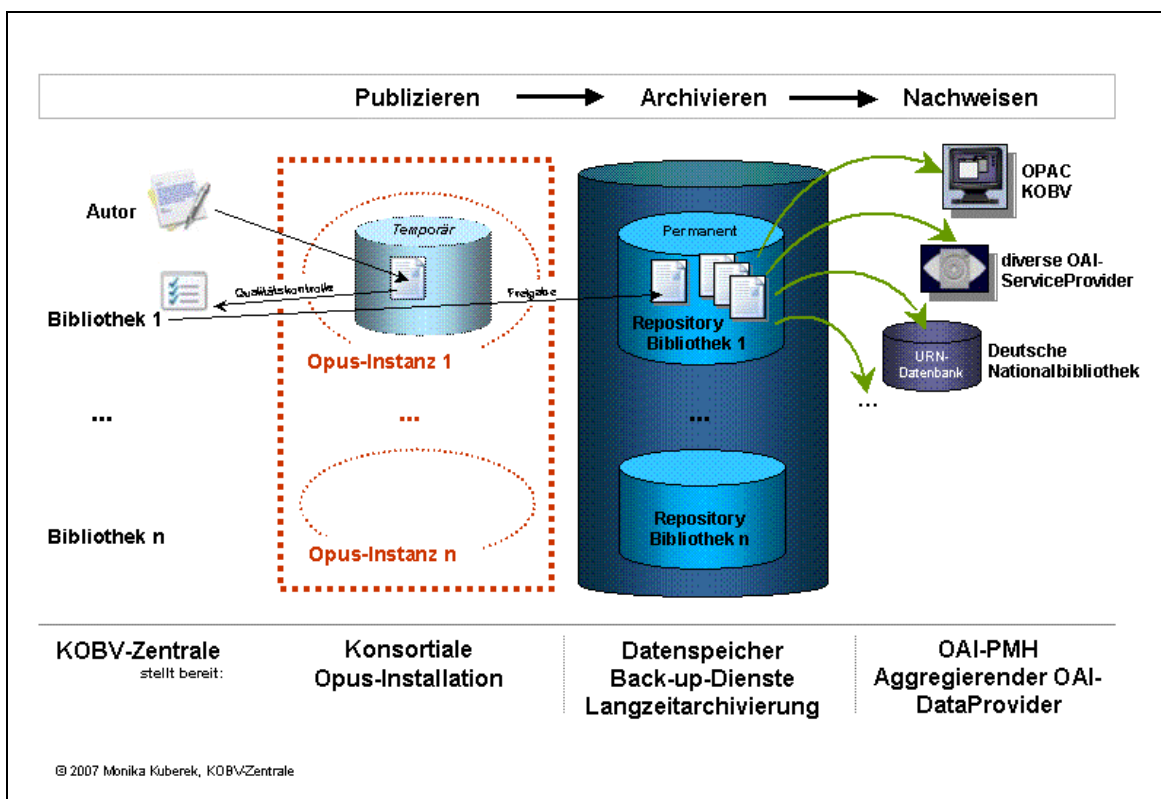 Publizieren
Archivieren
Nachweisen
Autor
Temporär
Qualitätskontrolle
Freigabe
Bibliothek 1
Opus-Instanz 1
...
...
Bibliothek n
Opus-Instanz n
Permanent
Repository
Bibliothek 1
...
Repository
Bibliothek n
OPAC
KOBV
diverse OAI-
ServiceProvider
URN-
Datenbank
Deutsche
Nationalbibliothek
...
KOBV-Zentrale
stellt bereit:
Konsortiale
Opus-Installation
Datenspeicher
Back-up-Dienste
Langzeitarchivierung
OAI-PMH
Aggregierender OAI-
DataProvider
© 2007 Monika Kuberek, KOBV-Zentrale